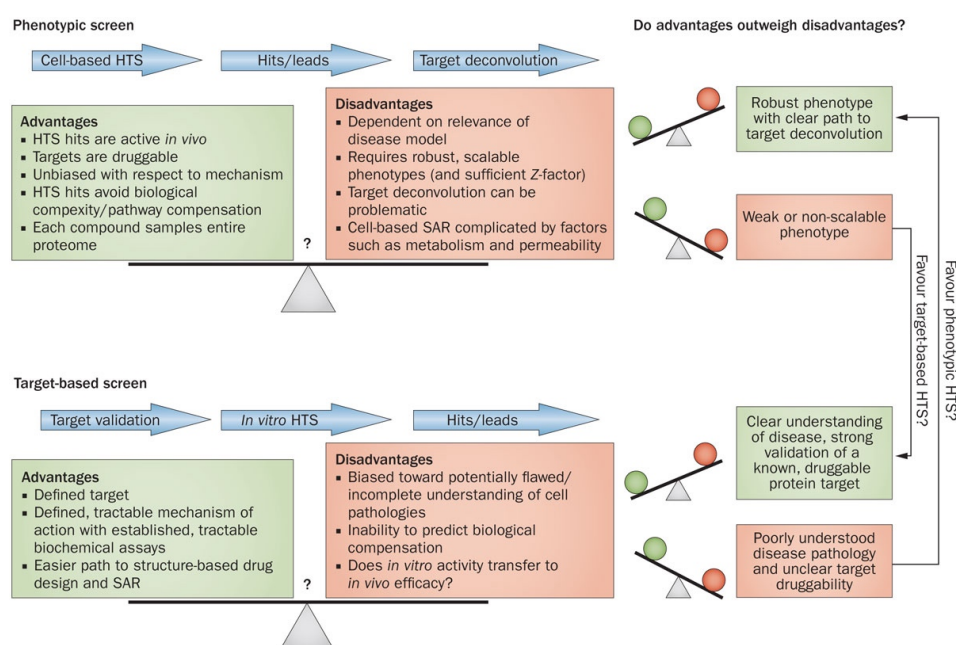 Phenotypic screen
Cell-based HTS
Hits/leads
Target deconvolution
Advantages
▪ HTS hits are active in vivo
▪ Targets are druggable
▪ Unbiased with respect to mechanism
▪ HTS hits avoid biological
compexity/pathway compensation
▪ Each compound samples entire
proteome
?
Disadvantages
▪ Dependent on relevance of
disease model
▪ Requires robust, scalable
phenotypes (and sufficient Z-factor)
▪ Target deconvolution can be
problematic
▪ Cell-based SAR complicated by factors
such as metabolism and permeability
Do advantages outweigh disadvantages?
Robust phenotype
with clear path to
target deconvolution
Weak or non-scalable
phenotype
Favour target-based HTS?
Favour phenotypic HTS?
Target-based screen
Target validation
In vitro HTS
Hits/leads
Advantages
▪ Defined target
▪ Defined, tractable mechanism of
action with established, tractable
biochemical assays
▪ Easier path to structure-based drug
design and SAR
?
Disadvantages
▪ Biased toward potentially flawed/
incomplete understanding of cell
pathologies
▪ Inability to predict biological
compensation
▪ Does in vitro activity transfer to
in vivo efficacy?
Clear understanding
of disease, strong
validation of a
known, druggable
protein target
Poorly understood
disease pathology
and unclear target
druggability